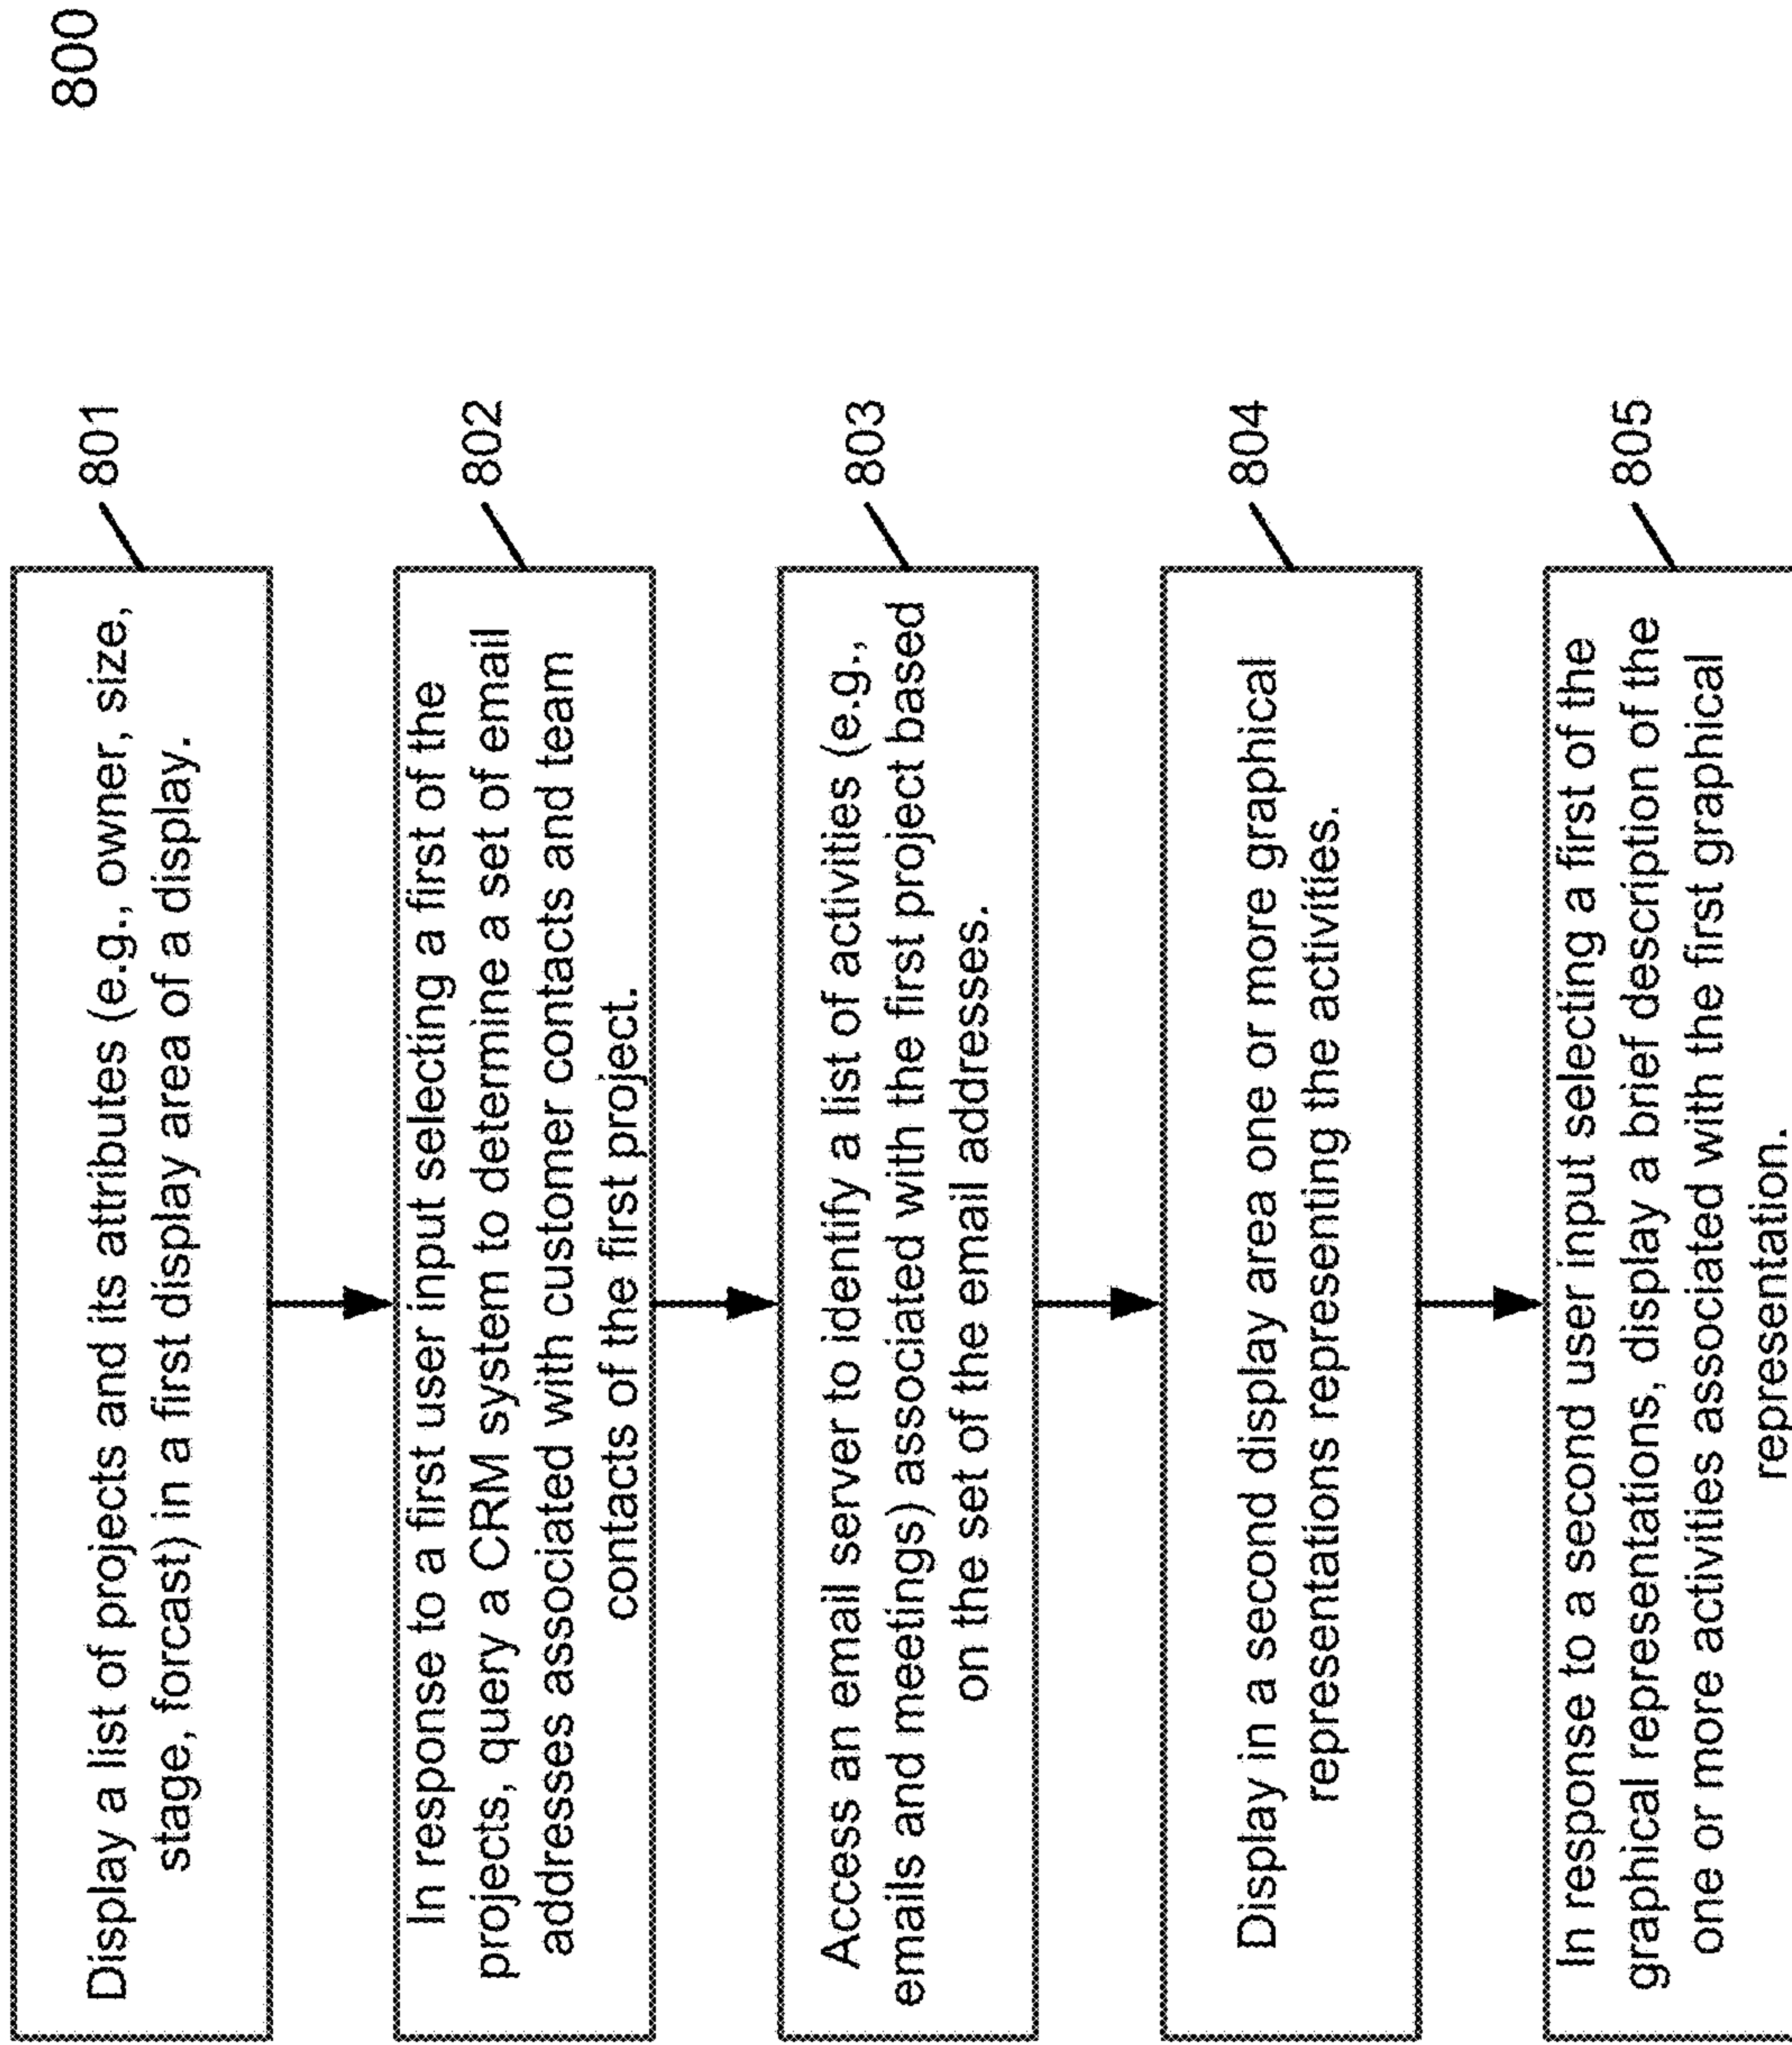 800
Display a list of projects and its attributes (e.g., owner, size,
stage, forcast) in a first display area of a display.
801
In response to a first user input selecting a first of the
projects, query a CRM system to determine a set of email
addresses associated with customer contacts and team
contacts of the first project.
802
Access an email server to identify a list of activities (e.g.,
emails and meetings) associated with the first project based
on the set of the email addresses.
803
Display in a second display area one or more graphical
representations representing the activities.
804
In response to a second user input selecting a first of the
graphical representations, display a brief description of the
one or more activities associated with the first graphical
representation.
805